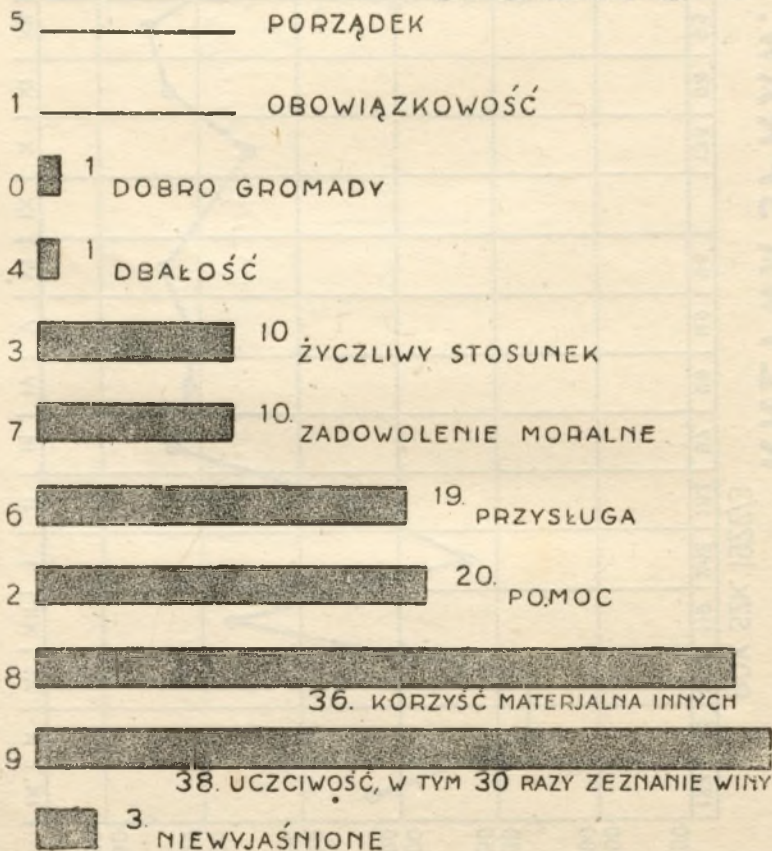 5 PORZĄDEK
1 OBOWIĄZKOWOŚĆ
0 1 DOBRO GROMADY
4 1 DBAŁOŚĆ
3 10 ŻYCZLIWY STOSUNEK
7 10. ZADOWOLENIE MORALNE
6 19. PRZYSŁUGA
2 20. POMOC
8 36. KORZYŚĆ MATERJALNA INNYCH
9 38. UCZCIWOŚĆ, W TYM 30 RAZY ZEZNANIE WINY
3. NIEWYJAŚNIONE